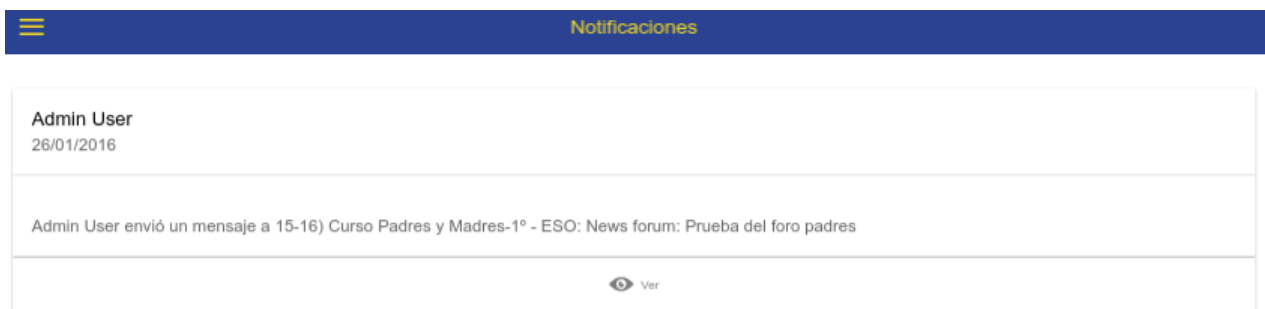 Notificaciones
Admin User
26/01/2016
Admin User envió un mensaje a 15-16) Curso Padres y Madres-1º - ESO: News forum: Prueba del foro padres
Ver